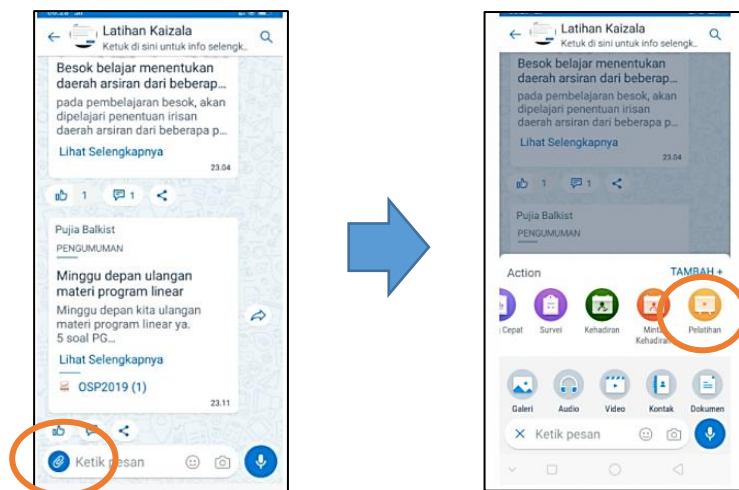 Latihan Kaizala
Ketuk di sini untuk info selengk..
Besok belajar menentukan
daerah arsiran dari beberap...
pada pembelajaran besok, akan
dipelajari penentuan irisan
daerah arsiran dari beberapa p...
Lihat Selengkapnya
23.04
1
1
Pujia Balkist
PENGUMUMAN
Minggu depan ulangan
materi program linear
Minggu depan kita ulangan
materi program linear ya.
5 soal PG...
Lihat Selengkapnya
OSP2019 (1)
23.11
Ketik pesan
Latihan Kaizala
Ketuk di sini untuk info selengk..
Besok belajar menentukan
daerah arsiran dari beberap...
pada pembelajaran besok, akan
dipelajari penentuan irisan
daerah arsiran dari beberapa p...
Lihat Selengkapnya
23.04
1
1
Pujia Balkist
PENGUMUMAN
Action
TAMBAH +
Cepat
Survei
Kehadiran
Minta
Kehadiran
Pelatihan
Galeri
Audio
Video
Kontak
Dokumen
Ketik pesan